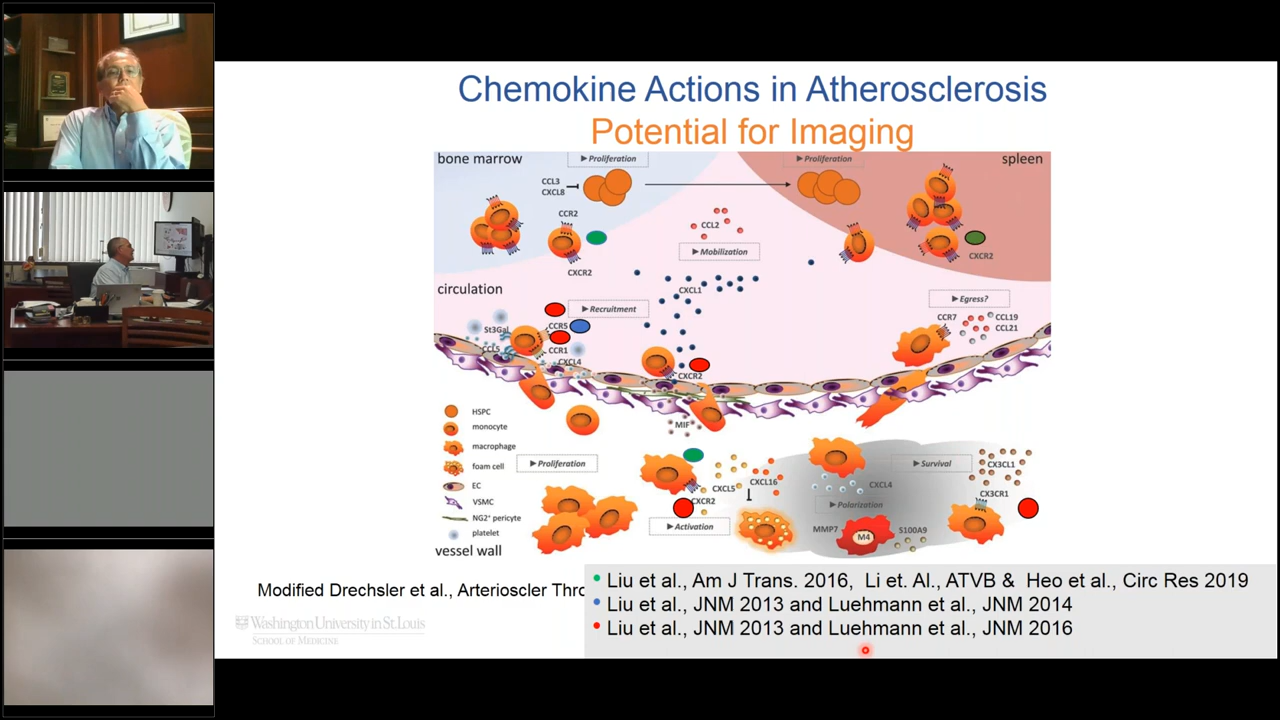 Chemokine Actions in Atherosclerosis
Potential for Imaging
bone marrow
▶ Proliferation
▶ Proliferation
spleen
CCL3
CXCL8
CCR2
CCL2
CXCR2
▶ Mobilization
CXCR2
circulation
CXCL1
▶ Egress?
▶ Recruitment
CCR7
CCL19
CCL21
St3Gal
CCR5
CCL5
CCR1
CXCL4
CXCR2
HSPC
monocyte
macrophage
foam cell
EC
VSMC
NG2⁺ pericyte
platelet
vessel wall
MIF
▶ Proliferation
CXCL5
CXCL16
CXCR2
▶ Activation
▶ Survival
CX3CL1
CXCL4
CX3CR1
▶ Polarization
MMP7
M4
S100A9
Modified Drechsler et al., Arterioscler Thro
• Liu et al., Am J Trans. 2016, Li et. Al., ATVB & Heo et al., Circ Res 2019
• Liu et al., JNM 2013 and Luehmann et al., JNM 2014
• Liu et al., JNM 2013 and Luehmann et al., JNM 2016
Washington University in St. Louis
SCHOOL OF MEDICINE